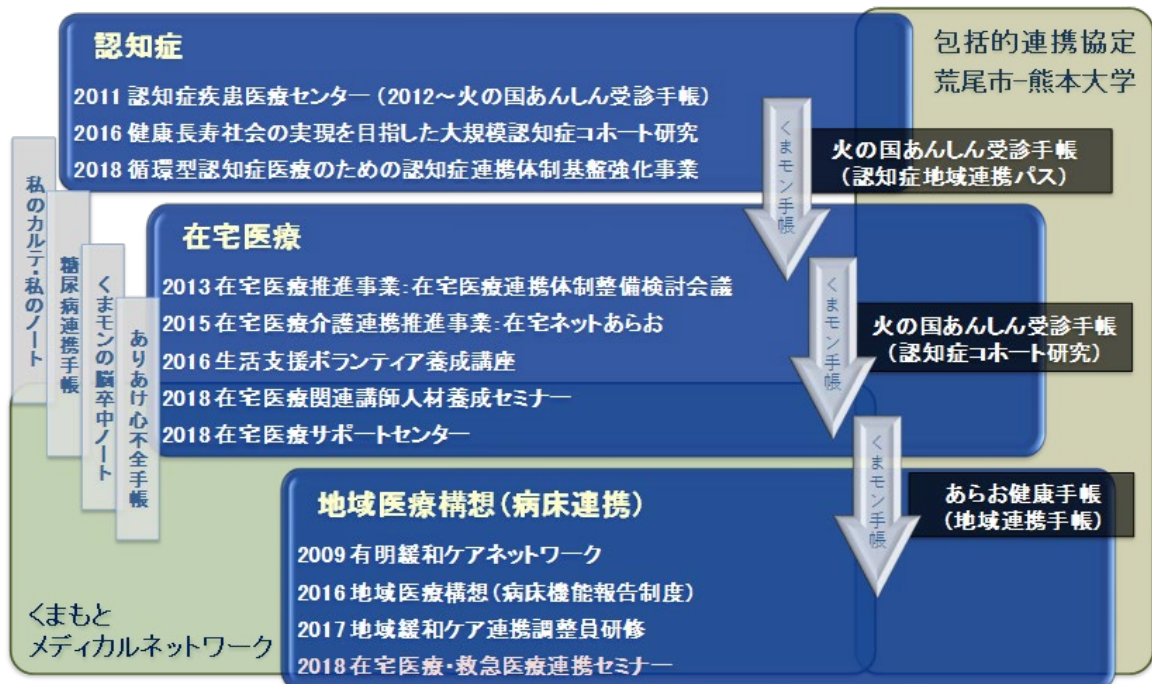 認知症
2011 認知症疾患医療センター（2012～火の国あんしん受診手帳）
2016 健康長寿社会の実現を目指した大規模認知症コホート研究
2018 循環型認知症医療のための認知症連携体制基盤強化事業
包括的連携協定
荒尾市-熊本大学
くまモン手帳
火の国あんしん受診手帳
（認知症地域連携パス）
私のカルテ・私のノート
糖尿病連携手帳
くまモンの脳卒中ノート
ありあけ心不全手帳
在宅医療
2013 在宅医療推進事業：在宅医療連携体制整備検討会議
2015 在宅医療介護連携推進事業：在宅ネットあらお
2016 生活支援ボランティア養成講座
2018 在宅医療関連講師人材養成セミナー
2018 在宅医療サポートセンター
くまモン手帳
火の国あんしん受診手帳
（認知症コホート研究）
地域医療構想（病床連携）
2009 有明緩和ケアネットワーク
2016 地域医療構想（病床機能報告制度）
2017 地域緩和ケア連携調整員研修
2018 在宅医療・救急医療連携セミナー
くまモン手帳
あらお健康手帳
（地域連携手帳）
くまもと
メディカルネットワーク